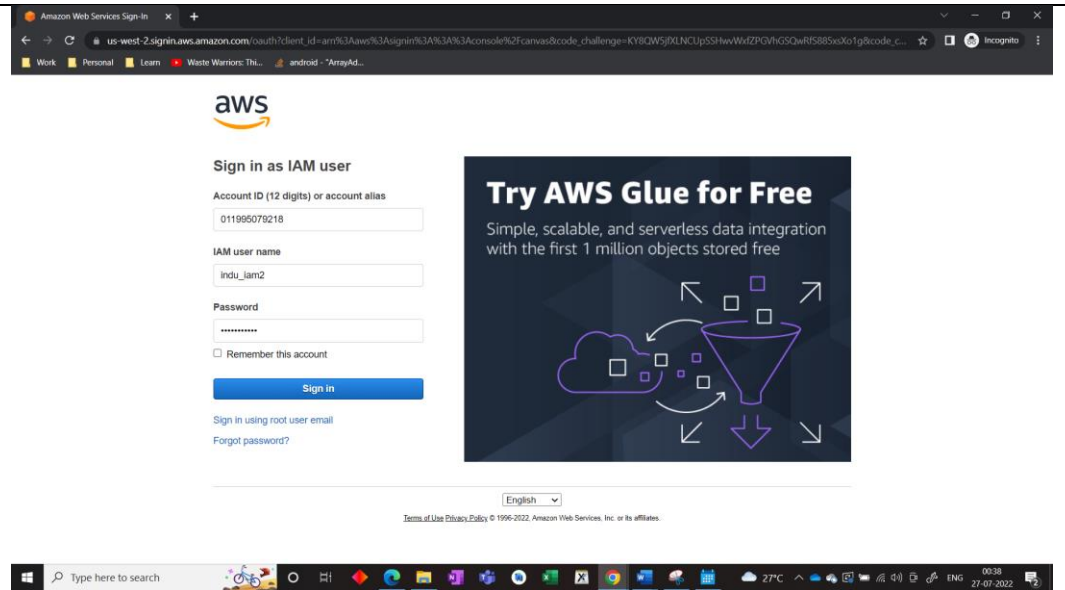 Amazon Web Services Sign-In
us-west-2.signin.aws.amazon.com/oauth?client_id=arn%3Aaws%3Asignin%3A%3A%3Aconsole%2Fcanvas&code_challenge=
Incognito
Work Personal Learn Waste Warriors: Thi... android - "ArrayAd...
aws
Sign in as IAM user
Account ID (12 digits) or account alias
011995079218
IAM user name
indu_iam2
Password
Remember this account
Sign in
Sign in using root user email
Forgot password?
Try AWS Glue for Free
Simple, scalable, and serverless data integration
with the first 1 million objects stored free
English
Terms of Use Privacy Policy © 1996-2022, Amazon Web Services, Inc. or its affiliates.
Type here to search
27°C
ENG
00:38
27-07-2022